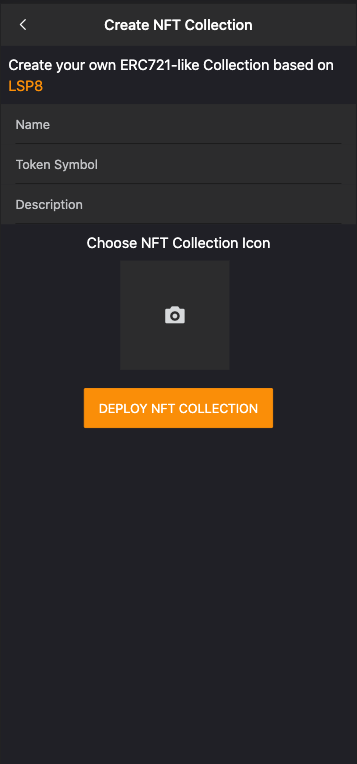 Create NFT Collection
Create your own ERC721-like Collection based on
LSP8
Name
Token Symbol
Description
Choose NFT Collection Icon
DEPLOY NFT COLLECTION